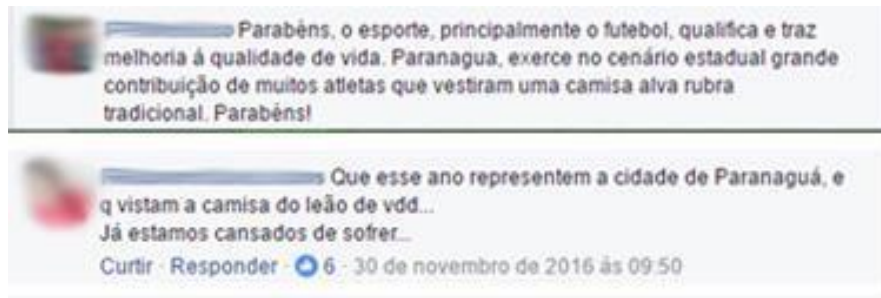 Parabéns, o esporte, principalmente o futebol, qualifica e traz
melhoria á qualidade de vida. Paranagua, exerce no cenário estadual grande
contribuição de muitos atletas que vestiram uma camisa alva rubra
tradicional. Parabéns!
Que esse ano representem a cidade de Paranaguá, e
q vistam a camisa do leão de vdd...
Já estamos cansados de sofrer...
Curtir · Responder · 6 · 30 de novembro de 2016 às 09:50